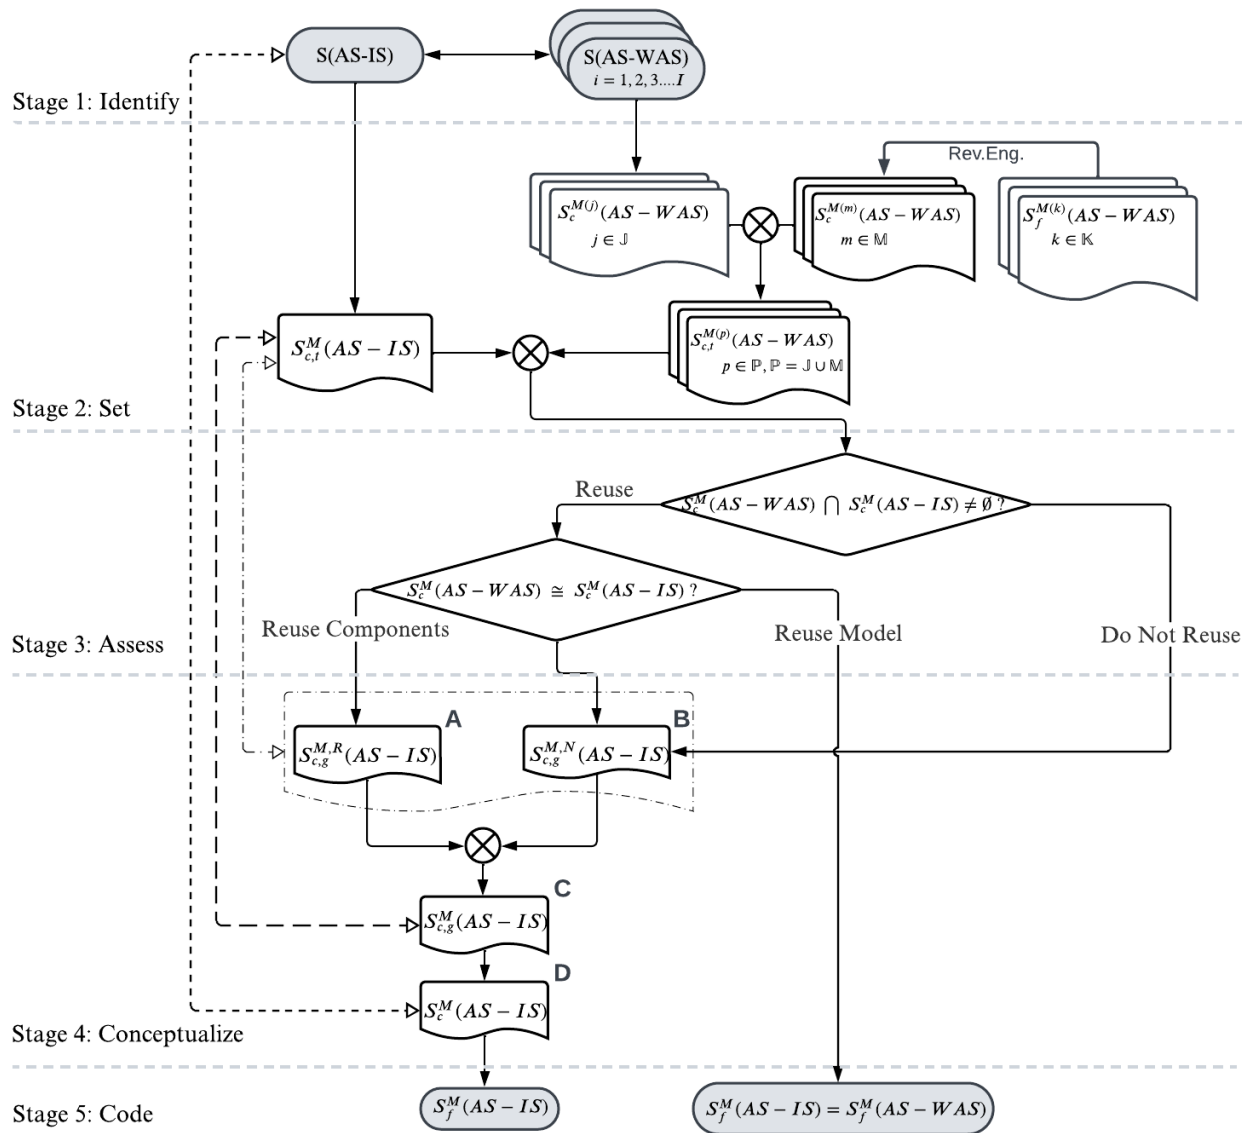 S(AS-IS)
S(AS-WAS)
i = 1, 2, 3....I
Stage 1: Identify
Rev.Eng.
S_c^{M(j)}(AS − WAS)
j ∈ 𝕁
S_c^{M(m)}(AS − WAS)
m ∈ 𝕄
S_f^{M(k)}(AS − WAS)
k ∈ 𝕂
S_{c,t}^{M}(AS − IS)
S_{c,t}^{M(p)}(AS − WAS)
p ∈ ℙ, ℙ = 𝕁 ∪ 𝕄
Stage 2: Set
Reuse
S_c^M(AS − WAS) ⋂ S_c^M(AS − IS) ≠ ∅ ?
S_c^M(AS − WAS) ≅ S_c^M(AS − IS) ?
Reuse Components
Reuse Model
Do Not Reuse
Stage 3: Assess
A
B
S_{c,g}^{M,R}(AS − IS)
S_{c,g}^{M,N}(AS − IS)
C
S_{c,g}^{M}(AS − IS)
D
S_c^M(AS − IS)
Stage 4: Conceptualize
Stage 5: Code
S_f^M(AS − IS)
S_f^M(AS − IS) = S_f^M(AS − WAS)